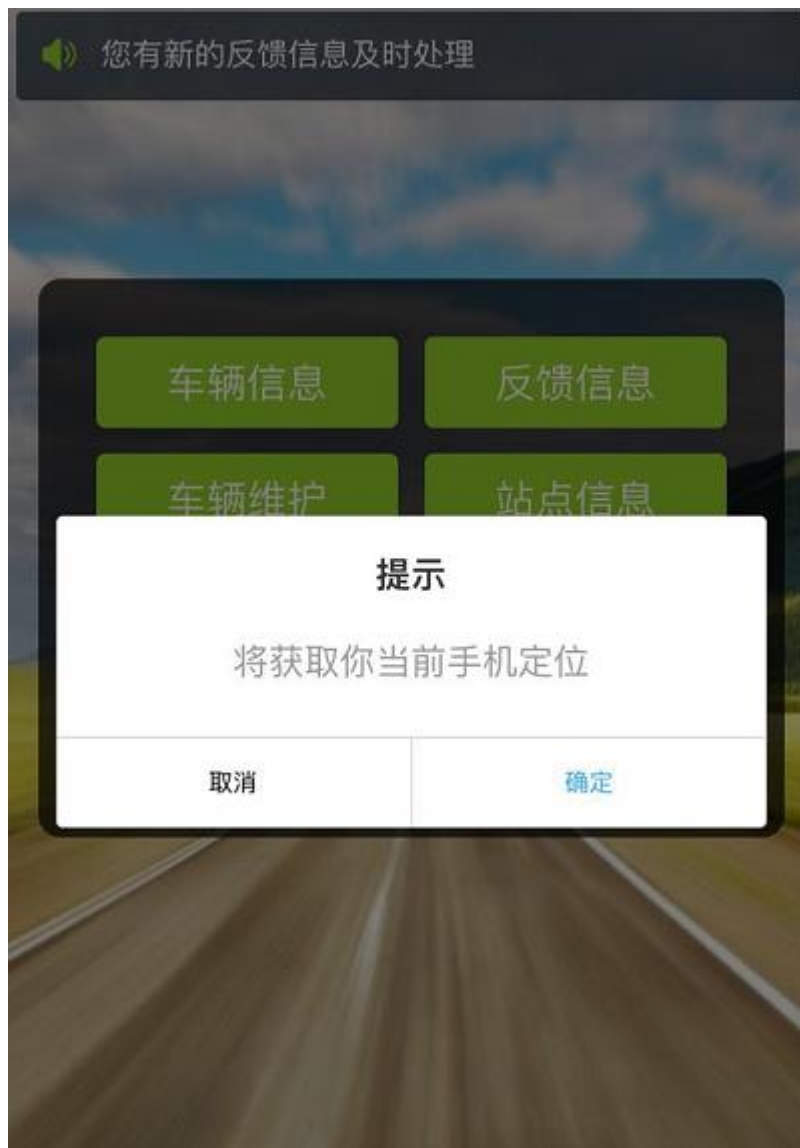 您有新的反馈信息及时处理
车辆信息 反馈信息
车辆维护 站点信息
提示
将获取你当前手机定位
取消 确定